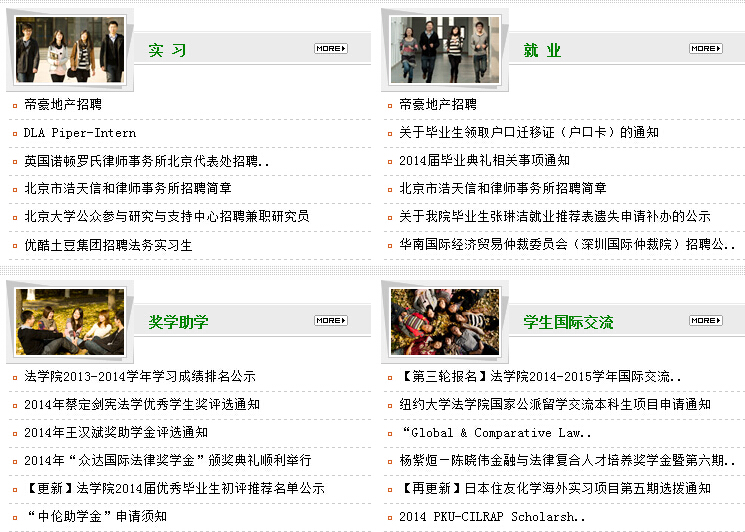 实 习
MORE
帝豪地产招聘
DLA Piper-Intern
英国诺顿罗氏律师事务所北京代表处招聘..
北京市浩天信和律师事务所招聘简章
北京大学公众参与研究与支持中心招聘兼职研究员
优酷土豆集团招聘法务实习生
就 业
MORE
帝豪地产招聘
关于毕业生领取户口迁移证（户口卡）的通知
2014届毕业典礼相关事项通知
北京市浩天信和律师事务所招聘简章
关于我院毕业生张琳洁就业推荐表遗失申请补办的公示
华南国际经济贸易仲裁委员会（深圳国际仲裁院）招聘公..
奖学助学
MORE
法学院2013-2014学年学习成绩排名公示
2014年蔡定剑宪法学优秀学生奖评选通知
2014年王汉斌奖助学金评选通知
2014年“众达国际法律奖学金”颁奖典礼顺利举行
【更新】法学院2014届优秀毕业生初评推荐名单公示
“中伦助学金”申请须知
学生国际交流
MORE
【第三轮报名】法学院2014-2015学年国际交流..
纽约大学法学院国家公派留学交流本科生项目申请通知
“Global & Comparative Law..
杨紫烜－陈晓伟金融与法律复合人才培养奖学金暨第六期..
【再更新】日本住友化学海外实习项目第五期选拨通知
2014 PKU-CILRAP Scholarsh..